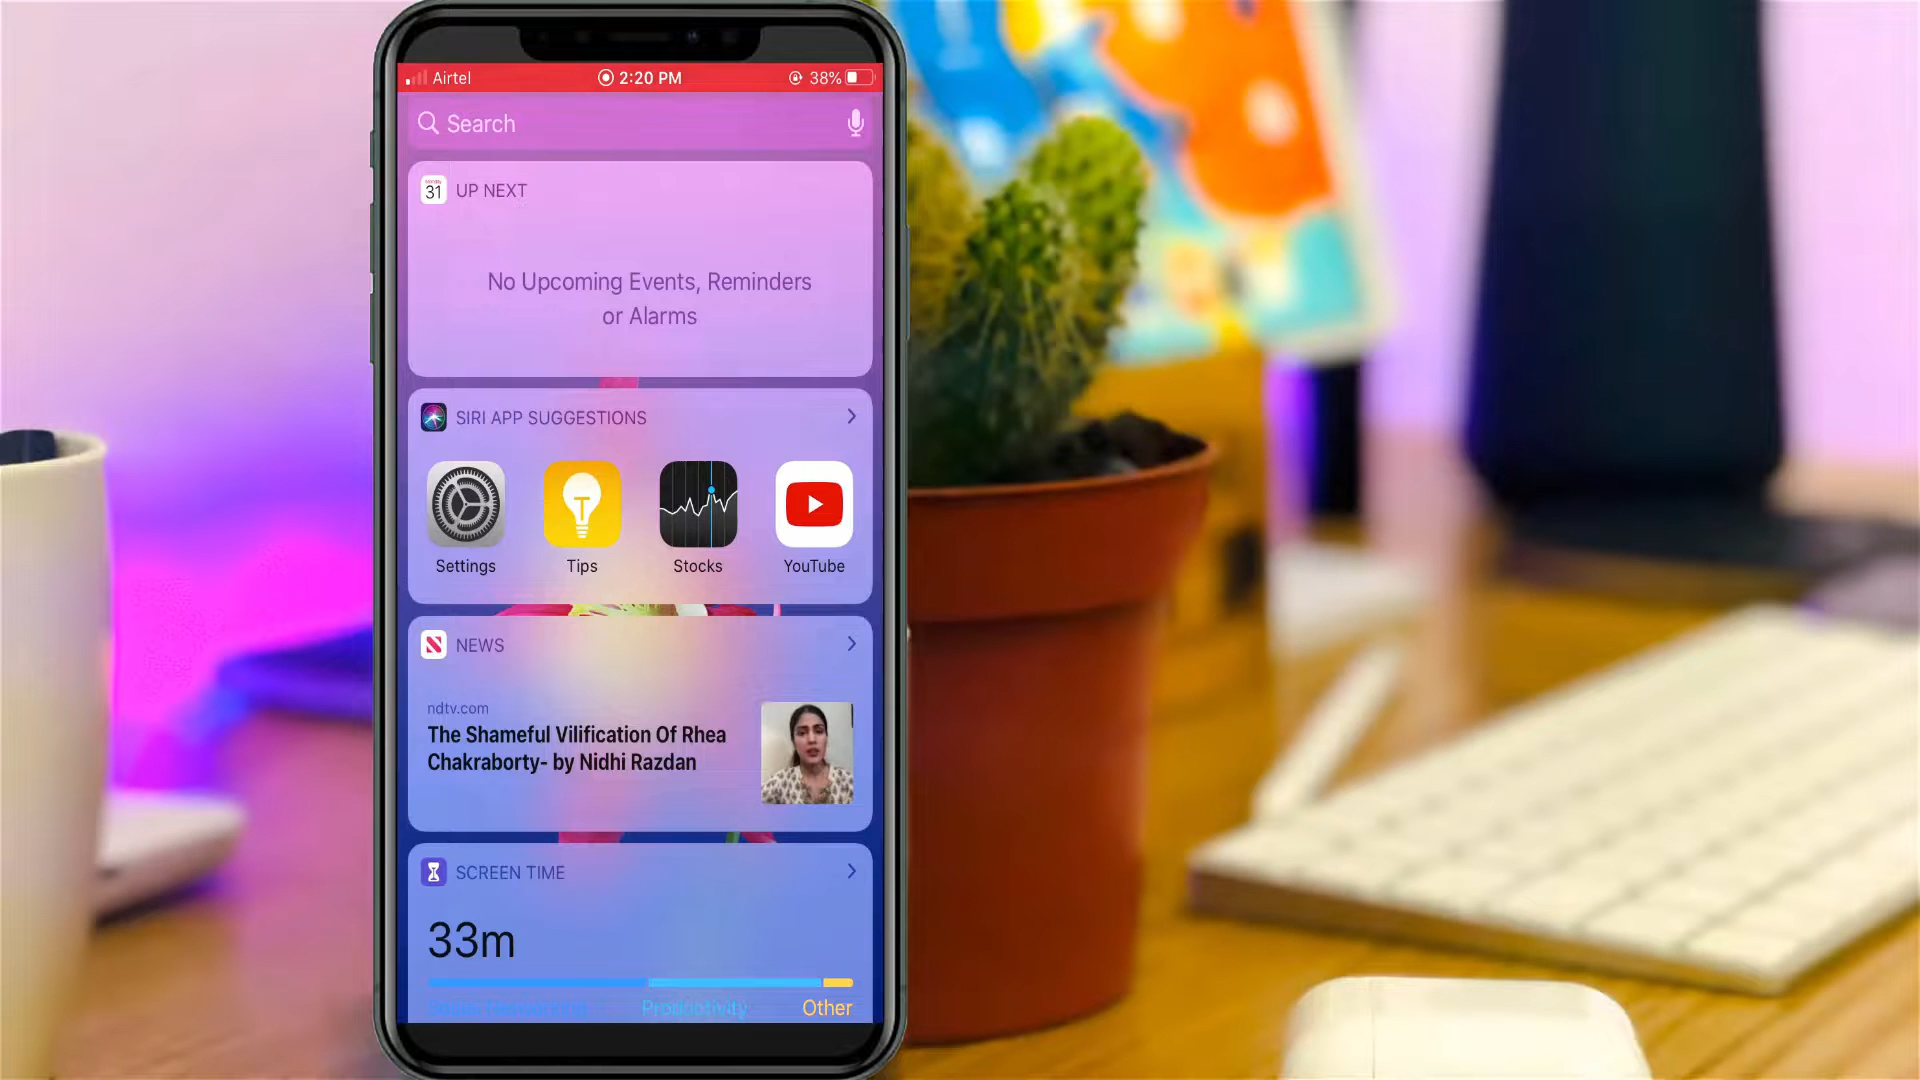 Airtel
2:20 PM
38%
Search
31
UP NEXT
No Upcoming Events, Reminders
or Alarms
SIRI APP SUGGESTIONS
Settings
Tips
Stocks
YouTube
NEWS
ndtv.com
The Shameful Vilification Of Rhea
Chakraborty- by Nidhi Razdan
SCREEN TIME
33m
Productivity
Other